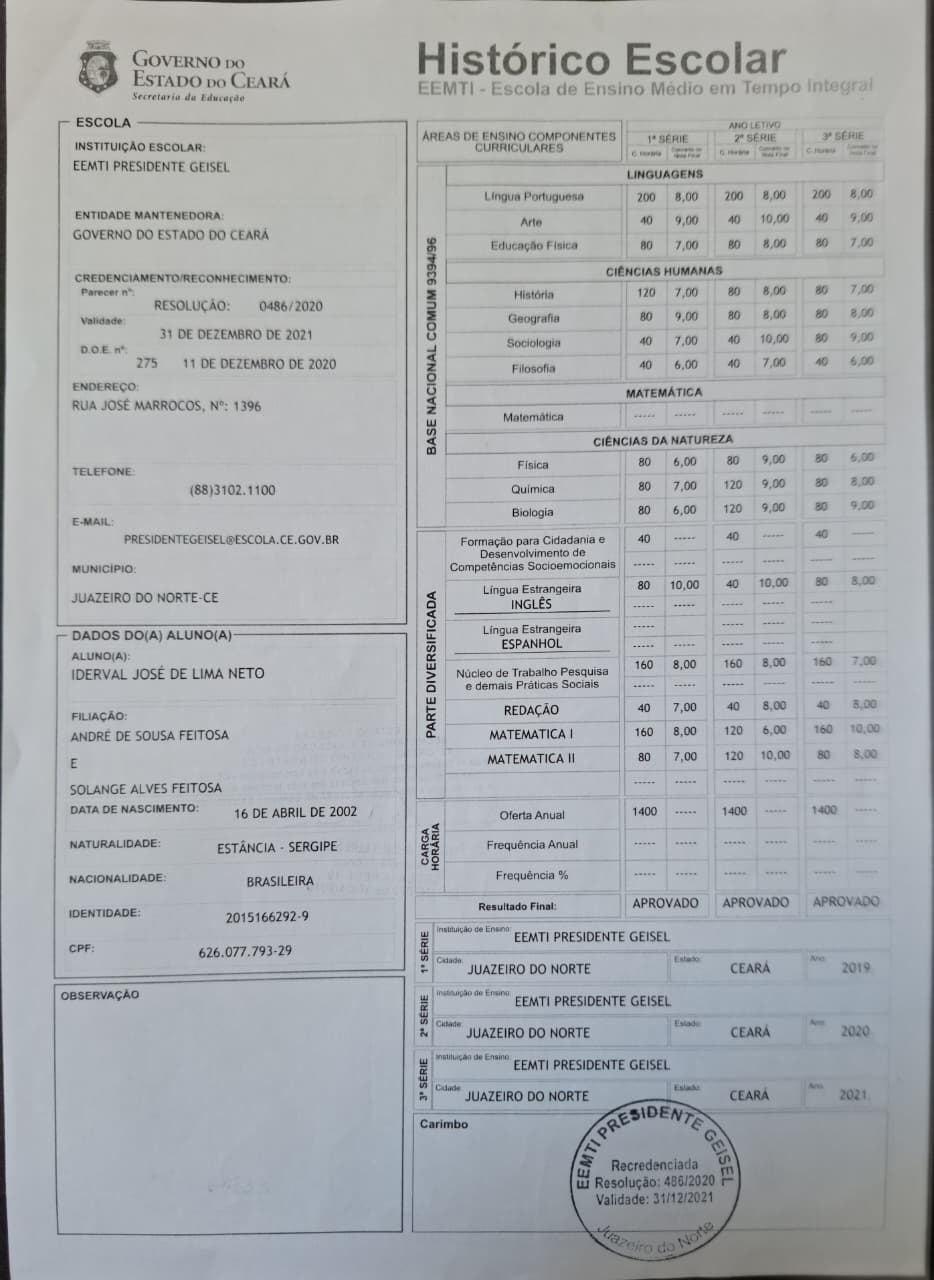 GOVERNO DO
ESTADO DO CEARÁ
Secretaria da Educação
Histórico Escolar
EEMTI - Escola de Ensino Médio em Tempo Integral
ESCOLA
INSTITUIÇÃO ESCOLAR:
EEMTI PRESIDENTE GEISEL
ENTIDADE MANTENEDORA:
GOVERNO DO ESTADO DO CEARÁ
CREDENCIAMENTO/RECONHECIMENTO:
Parecer nº:
RESOLUÇÃO: 0486/2020
Validade:
31 DE DEZEMBRO DE 2021
D.O.E. nº:
275 11 DE DEZEMBRO DE 2020
ENDEREÇO:
RUA JOSÉ MARROCOS, Nº: 1396
TELEFONE:
(88)3102.1100
E-MAIL:
PRESIDENTEGEISEL@ESCOLA.CE.GOV.BR
MUNICÍPIO:
JUAZEIRO DO NORTE-CE
DADOS DO(A) ALUNO(A)
ALUNO(A):
IDERVAL JOSÉ DE LIMA NETO
FILIAÇÃO:
ANDRÉ DE SOUSA FEITOSA
E
SOLANGE ALVES FEITOSA
DATA DE NASCIMENTO: 16 DE ABRIL DE 2002
NATURALIDADE: ESTÂNCIA - SERGIPE
NACIONALIDADE: BRASILEIRA
IDENTIDADE: 2015166292-9
CPF: 626.077.793-29
OBSERVAÇÃO
ÁREAS DE ENSINO COMPONENTES
CURRICULARES
ANO LETIVO
1ª SÉRIE 2ª SÉRIE 3ª SÉRIE
C. Horária Conceito ou Nota Final C. Horária Conceito ou Nota Final C. Horária Conceito ou Nota Final
BASE NACIONAL COMUM 9394/96
LINGUAGENS
Língua Portuguesa 200 8,00 200 8,00 200 8,00
Arte 40 9,00 40 10,00 40 9,00
Educação Física 80 7,00 80 8,00 80 7,00
CIÊNCIAS HUMANAS
História 120 7,00 80 8,00 80 7,00
Geografia 80 9,00 80 8,00 80 8,00
Sociologia 40 7,00 40 10,00 80 9,00
Filosofia 40 6,00 40 7,00 40 6,00
MATEMÁTICA
Matemática ----- ----- ----- ----- ----- -----
CIÊNCIAS DA NATUREZA
Física 80 6,00 80 9,00 80 6,00
Química 80 7,00 120 9,00 80 8,00
Biologia 80 6,00 120 9,00 80 9,00
PARTE DIVERSIFICADA
Formação para Cidadania e
Desenvolvimento de
Competências Socioemocionais
40 ----- 40 ----- 40 -----
----- ----- ----- ----- ----- -----
Língua Estrangeira
INGLÊS
80 10,00 40 10,00 80 8,00
----- ----- ----- ----- -----
Língua Estrangeira
ESPANHOL
----- ----- ----- ----- -----
----- ----- ----- ----- -----
Núcleo de Trabalho Pesquisa
e demais Práticas Sociais
160 8,00 160 8,00 160 7,00
----- ----- ----- ----- ----- -----
REDAÇÃO 40 7,00 40 8,00 40 8,00
MATEMATICA I 160 8,00 120 6,00 160 10,00
MATEMATICA II 80 7,00 120 10,00 80 8,00
----- ----- ----- ----- ----- -----
CARGA
HORÁRIA
Oferta Anual 1400 ----- 1400 ----- 1400 -----
Frequência Anual ----- ----- ----- ----- ----- -----
Frequência % ----- ----- ----- ----- ----- -----
Resultado Final: APROVADO APROVADO APROVADO
1ª SÉRIE
Instituição de Ensino: EEMTI PRESIDENTE GEISEL
Cidade: JUAZEIRO DO NORTE Estado: CEARÁ Ano: 2019
2ª SÉRIE
Instituição de Ensino: EEMTI PRESIDENTE GEISEL
Cidade: JUAZEIRO DO NORTE Estado: CEARÁ Ano: 2020
3ª SÉRIE
Instituição de Ensino: EEMTI PRESIDENTE GEISEL
Cidade JUAZEIRO DO NORTE Estado: CEARÁ Ano: 2021
Carimbo
EEMTI PRESIDENTE GEISEL
Recredenciada
Resolução: 486/2020
Validade: 31/12/2021
Juazeiro do Norte